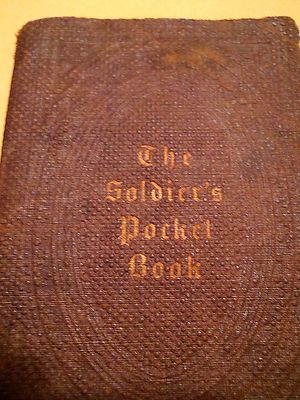 The
Soldier's
Pocket
Book